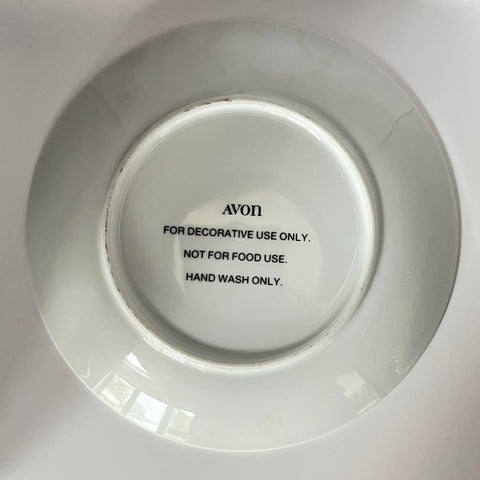 AVON
FOR DECORATIVE USE ONLY.
NOT FOR FOOD USE.
HAND WASH ONLY.